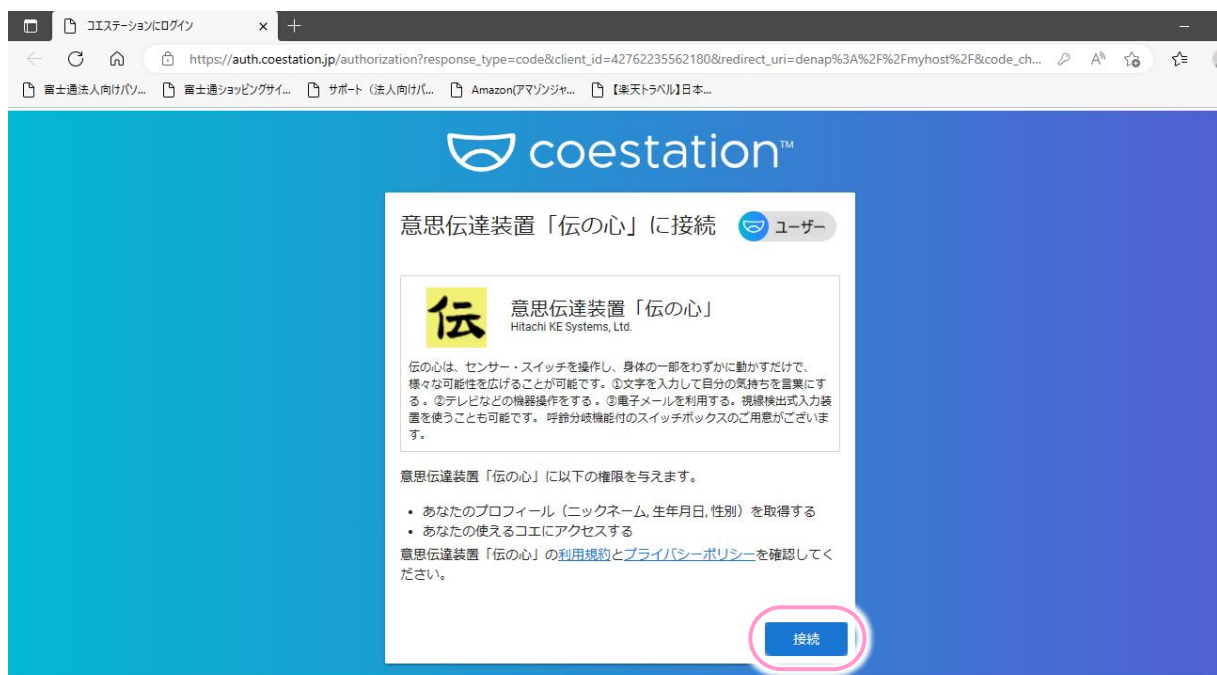 コエステーションにログイン
https://auth.coestation.jp/authorization?response_type=code&client_id=42762235562180&redirect_uri=denap%3A%2F%2Fmyhost%2F&code_ch...
富士通法人向けパソ... 富士通ショッピングサイ... サポート（法人向けパ... Amazon(アマゾンジャ... 【楽天トラベル】日本...
coestation™
意思伝達装置「伝の心」に接続 ユーザー
伝
意思伝達装置「伝の心」
Hitachi KE Systems, Ltd.
伝の心は、センサー・スイッチを操作し、身体の一部をわずかに動かすだけで、
様々な可能性を広げることが可能です。①文字を入力して自分の気持ちを言葉にす
る 。②テレビなどの機器操作をする 。③電子メールを利用する。視線検出式入力装
置を使うことも可能です。 呼鈴分岐機能付のスイッチボックスのご用意がございま
す。
意思伝達装置「伝の心」に以下の権限を与えます。
• あなたのプロフィール（ニックネーム, 生年月日, 性別）を取得する
• あなたの使えるコエにアクセスする
意思伝達装置「伝の心」の利用規約とプライバシーポリシーを確認してく
ださい。
接続